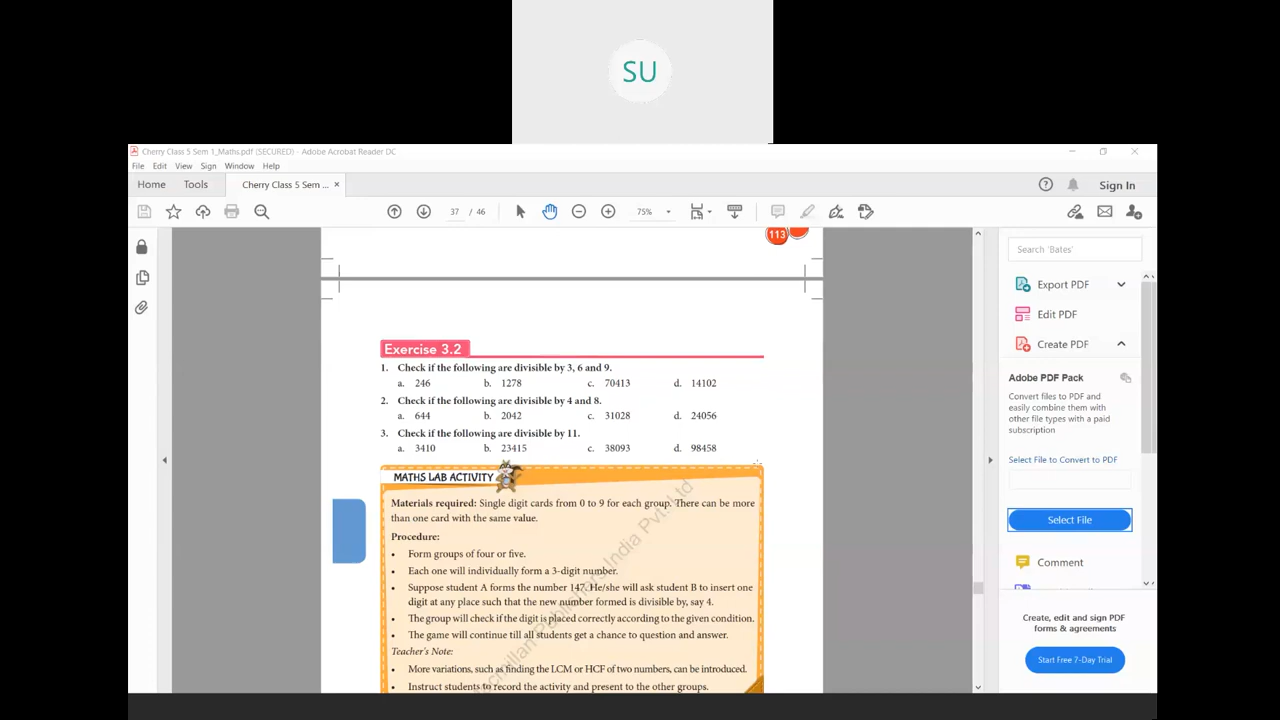 SU
Cherry Class 5 Sem 1_Maths.pdf (SECURED) - Adobe Acrobat Reader DC
File Edit View Sign Window Help
Home Tools Cherry Class 5 Sem ... × Sign In
37 / 46 75%
113
Search 'Bates'
Export PDF
Edit PDF
Create PDF
Adobe PDF Pack
Convert files to PDF and
easily combine them with
other file types with a paid
subscription
Select File to Convert to PDF
Select File
Comment
Create, edit and sign PDF
forms & agreements
Start Free 7-Day Trial
Exercise 3.2
1. Check if the following are divisible by 3, 6 and 9.
a. 246 b. 1278 c. 70413 d. 14102
2. Check if the following are divisible by 4 and 8.
a. 644 b. 2042 c. 31028 d. 24056
3. Check if the following are divisible by 11.
a. 3410 b. 23415 c. 38093 d. 98458
MATHS LAB ACTIVITY
Materials required: Single digit cards from 0 to 9 for each group. There can be more
than one card with the same value.
Procedure:
• Form groups of four or five.
• Each one will individually form a 3-digit number.
• Suppose student A forms the number 147. He/she will ask student B to insert one
digit at any place such that the new number formed is divisible by, say 4.
• The group will check if the digit is placed correctly according to the given condition.
• The game will continue till all students get a chance to question and answer.
Teacher's Note:
• More variations, such as finding the LCM or HCF of two numbers, can be introduced.
• Instruct students to record the activity and present to the other groups.
India Pvt. Ltd